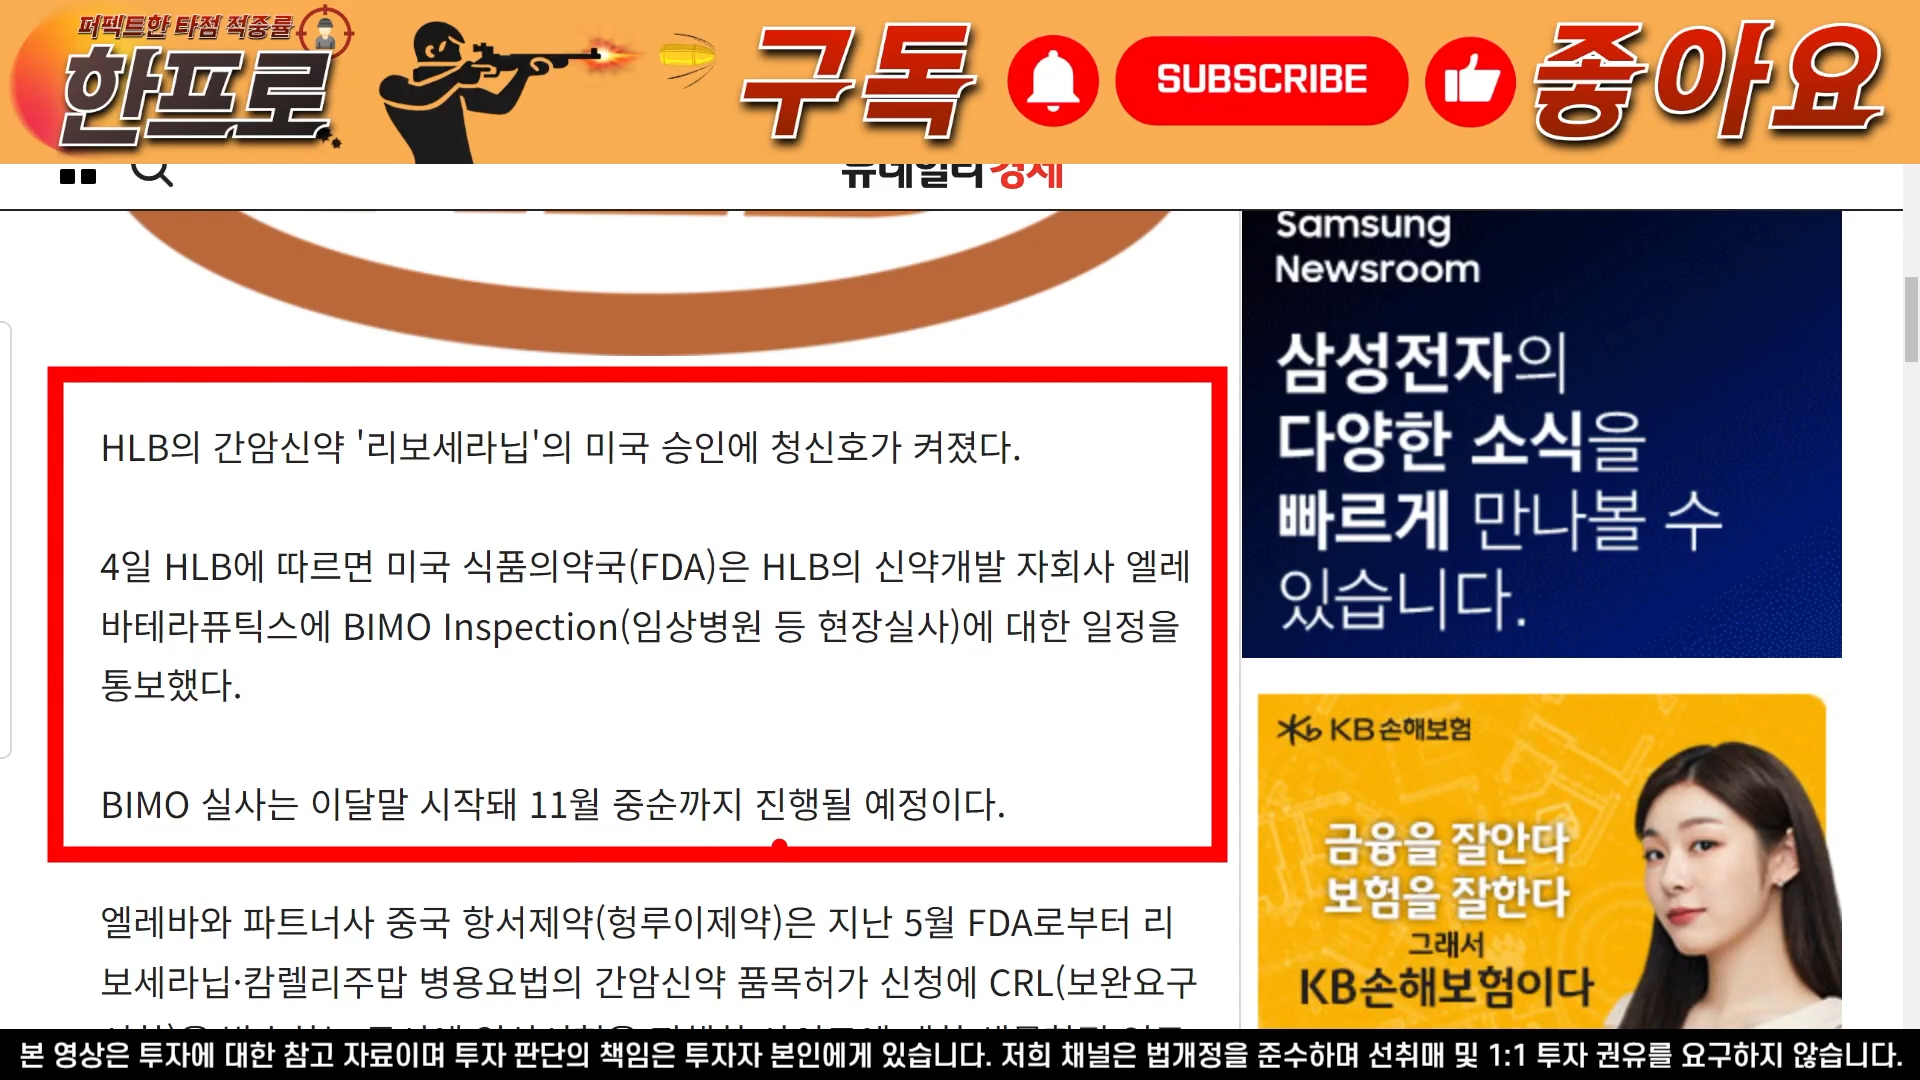 퍼펙트한 타점 적중률
한프로
구독
SUBSCRIBE
좋아요
경제
HLB의 간암신약 '리보세라닙'의 미국 승인에 청신호가 켜졌다.
4일 HLB에 따르면 미국 식품의약국(FDA)은 HLB의 신약개발 자회사 엘레
바테라퓨틱스에 BIMO Inspection(임상병원 등 현장실사)에 대한 일정을
통보했다.
BIMO 실사는 이달말 시작돼 11월 중순까지 진행될 예정이다.
엘레바와 파트너사 중국 항서제약(헝루이제약)은 지난 5월 FDA로부터 리
보세라닙·캄렐리주맙 병용요법의 간암신약 품목허가 신청에 CRL(보완요구
Samsung
Newsroom
삼성전자의
다양한 소식을
빠르게 만나볼 수
있습니다.
KB손해보험
금융을 잘안다
보험을 잘한다
그래서
KB손해보험이다
본 영상은 투자에 대한 참고 자료이며 투자 판단의 책임은 투자자 본인에게 있습니다. 저희 채널은 법개정을 준수하며 선취매 및 1:1 투자 권유를 요구하지 않습니다.